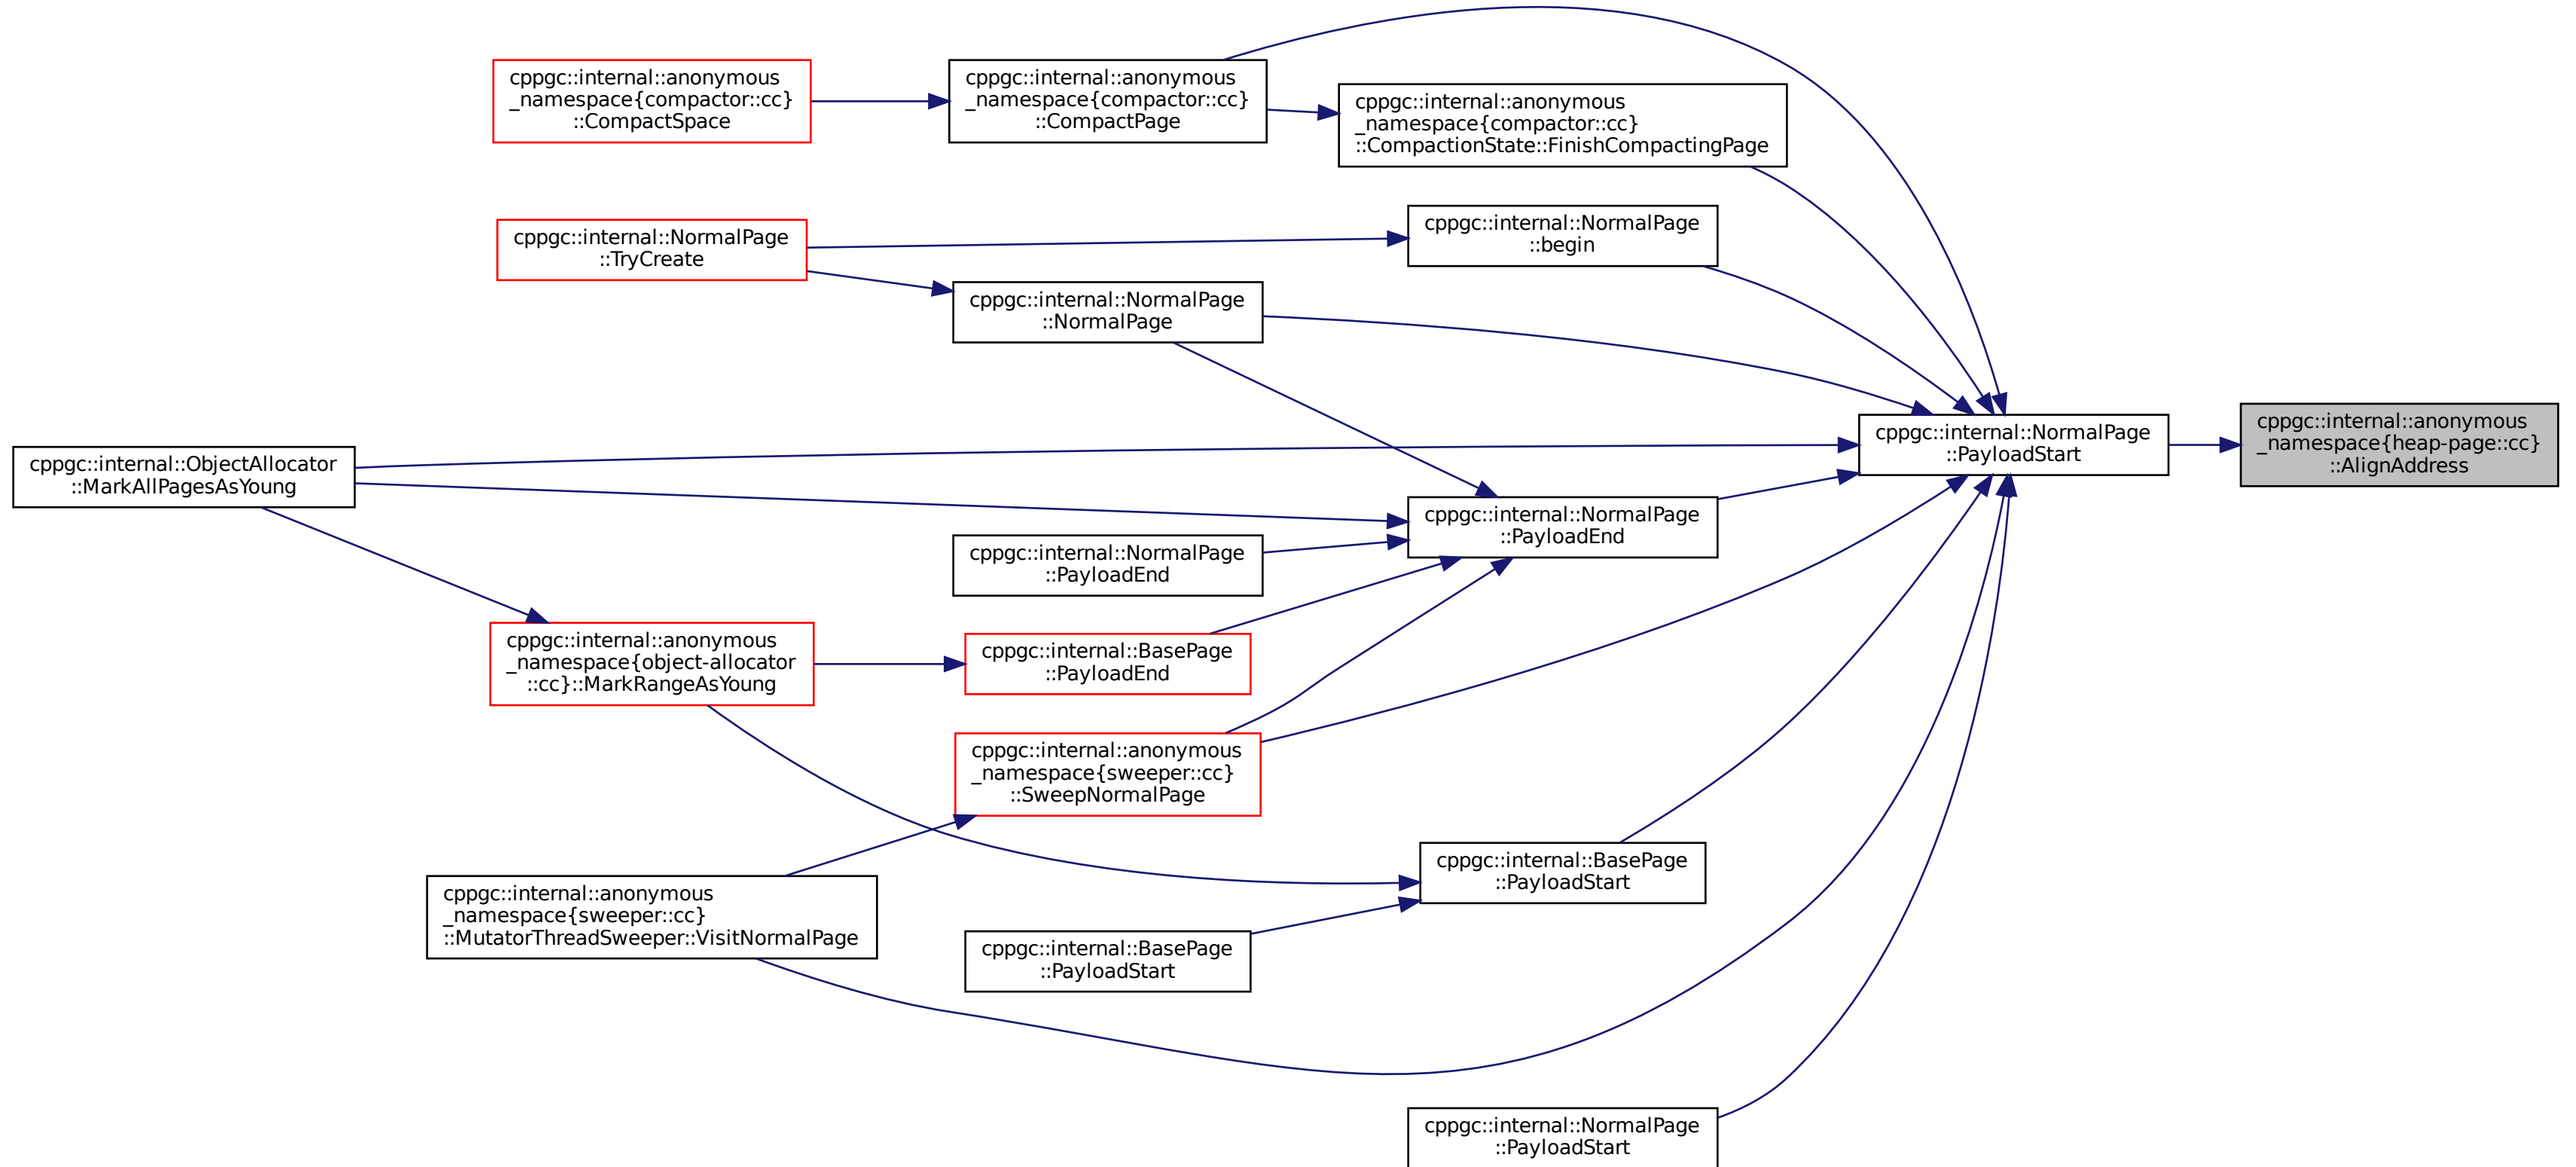 cppgc::internal::anonymous
_namespace{compactor::cc}
::CompactSpace
cppgc::internal::anonymous
_namespace{compactor::cc}
::CompactPage
cppgc::internal::anonymous
_namespace{compactor::cc}
::CompactionState::FinishCompactingPage
cppgc::internal::NormalPage
::TryCreate
cppgc::internal::NormalPage
::begin
cppgc::internal::NormalPage
::NormalPage
cppgc::internal::NormalPage
::PayloadStart
cppgc::internal::anonymous
_namespace{heap-page::cc}
::AlignAddress
cppgc::internal::ObjectAllocator
::MarkAllPagesAsYoung
cppgc::internal::NormalPage
::PayloadEnd
cppgc::internal::NormalPage
::PayloadEnd
cppgc::internal::anonymous
_namespace{object-allocator
::cc}::MarkRangeAsYoung
cppgc::internal::BasePage
::PayloadEnd
cppgc::internal::anonymous
_namespace{sweeper::cc}
::SweepNormalPage
cppgc::internal::BasePage
::PayloadStart
cppgc::internal::anonymous
_namespace{sweeper::cc}
::MutatorThreadSweeper::VisitNormalPage
cppgc::internal::BasePage
::PayloadStart
cppgc::internal::NormalPage
::PayloadStart